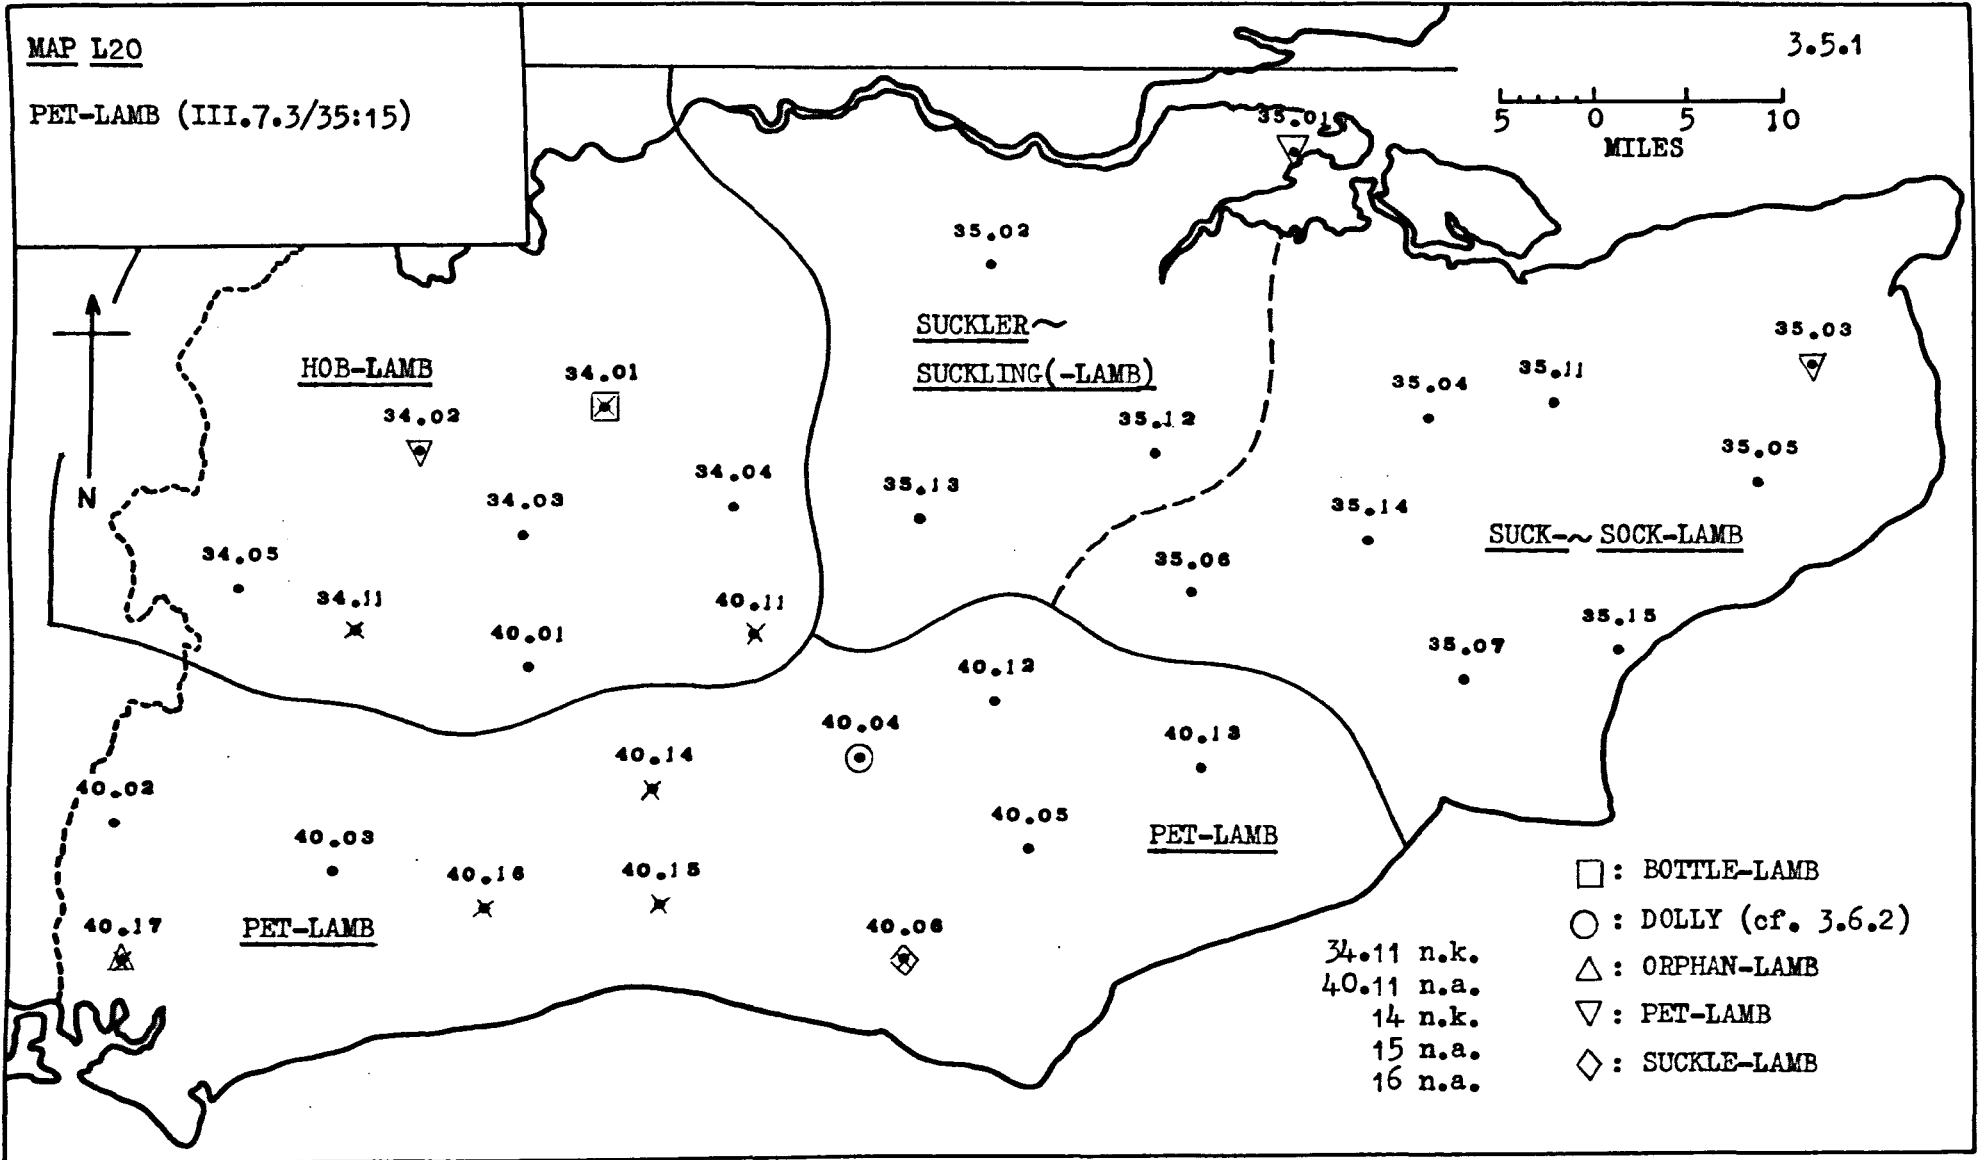 MAP L20
3.5.1
PET-LAMB (III.7.3/35:15)
5 0 5 10
MILES
35.01
35.02
SUCKLER~
SUCKLING(-LAMB)
35.03
HOB-LAMB
34.01
34.02
35.04
35.11
35.12
35.05
34.03
34.04
35.13
35.14
N
SUCK-~ SOCK-LAMB
34.05
35.06
34.11
40.11
40.01
35.15
35.07
40.12
40.04
40.13
40.14
40.02
40.03
40.05
PET-LAMB
40.16
40.15
40.17
PET-LAMB
40.06
34.11 n.k.
40.11 n.a.
14 n.k.
15 n.a.
16 n.a.
□: BOTTLE-LAMB
○: DOLLY (cf. 3.6.2)
△: ORPHAN-LAMB
▽: PET-LAMB
◇: SUCKLE-LAMB